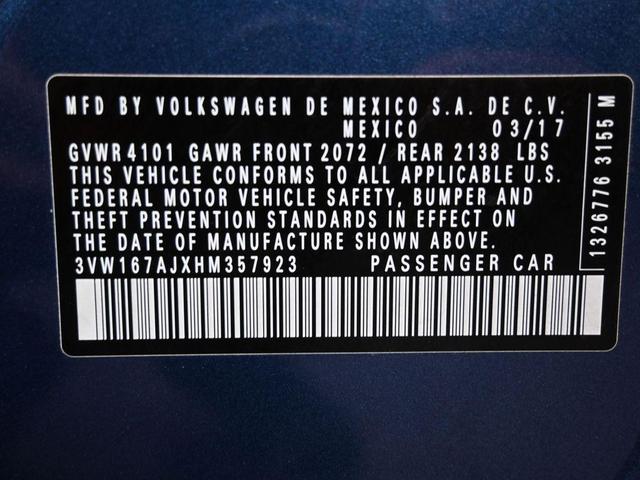 MFD BY VOLKSWAGEN DE MEXICO S.A. DE C.V.
MEXICO 03/17
GVWR 4101 GAWR FRONT 2072 / REAR 2138 LBS
THIS VEHICLE CONFORMS TO ALL APPLICABLE U.S.
FEDERAL MOTOR VEHICLE SAFETY, BUMPER AND
THEFT PREVENTION STANDARDS IN EFFECT ON
THE DATE OF MANUFACTURE SHOWN ABOVE.
3VW167AJXHM357923 PASSENGER CAR
1326776 3155 M